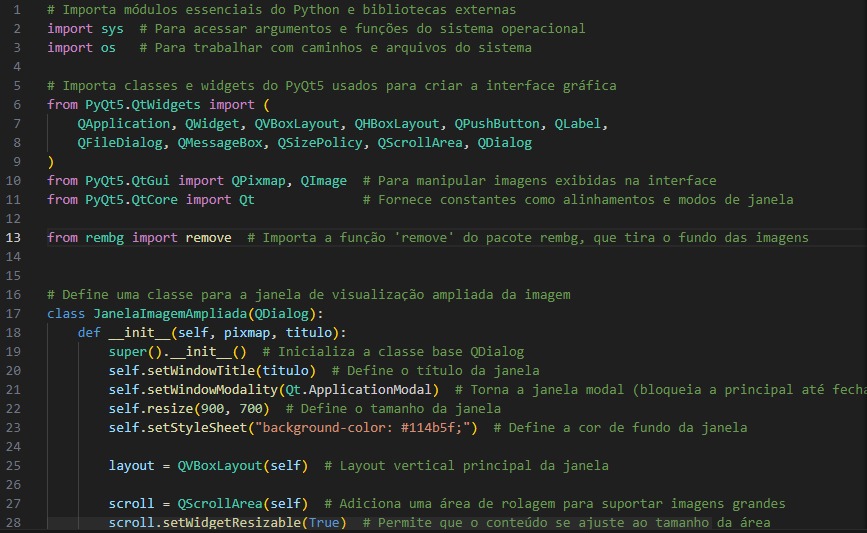 1 # Importa módulos essenciais do Python e bibliotecas externas
2 import sys  # Para acessar argumentos e funções do sistema operacional
3 import os   # Para trabalhar com caminhos e arquivos do sistema
4
5 # Importa classes e widgets do PyQt5 usados para criar a interface gráfica
6 from PyQt5.QtWidgets import (
7     QApplication, QWidget, QVBoxLayout, QHBoxLayout, QPushButton, QLabel,
8     QFileDialog, QMessageBox, QSizePolicy, QScrollArea, QDialog
9 )
10 from PyQt5.QtGui import QPixmap, QImage  # Para manipular imagens exibidas na interface
11 from PyQt5.QtCore import Qt              # Fornece constantes como alinhamentos e modos de janela
12
13 from rembg import remove  # Importa a função 'remove' do pacote rembg, que tira o fundo das imagens
14
15
16 # Define uma classe para a janela de visualização ampliada da imagem
17 class JanelaImagemAmpliada(QDialog):
18     def __init__(self, pixmap, titulo):
19         super().__init__()  # Inicializa a classe base QDialog
20         self.setWindowTitle(titulo)  # Define o título da janela
21         self.setWindowModality(Qt.ApplicationModal)  # Torna a janela modal (bloqueia a principal até fecha
22         self.resize(900, 700)  # Define o tamanho da janela
23         self.setStyleSheet("background-color: #114b5f;")  # Define a cor de fundo da janela
24
25         layout = QVBoxLayout(self)  # Layout vertical principal da janela
26
27         scroll = QScrollArea(self)  # Adiciona uma área de rolagem para suportar imagens grandes
28         scroll.setWidgetResizable(True)  # Permite que o conteúdo se ajuste ao tamanho da área